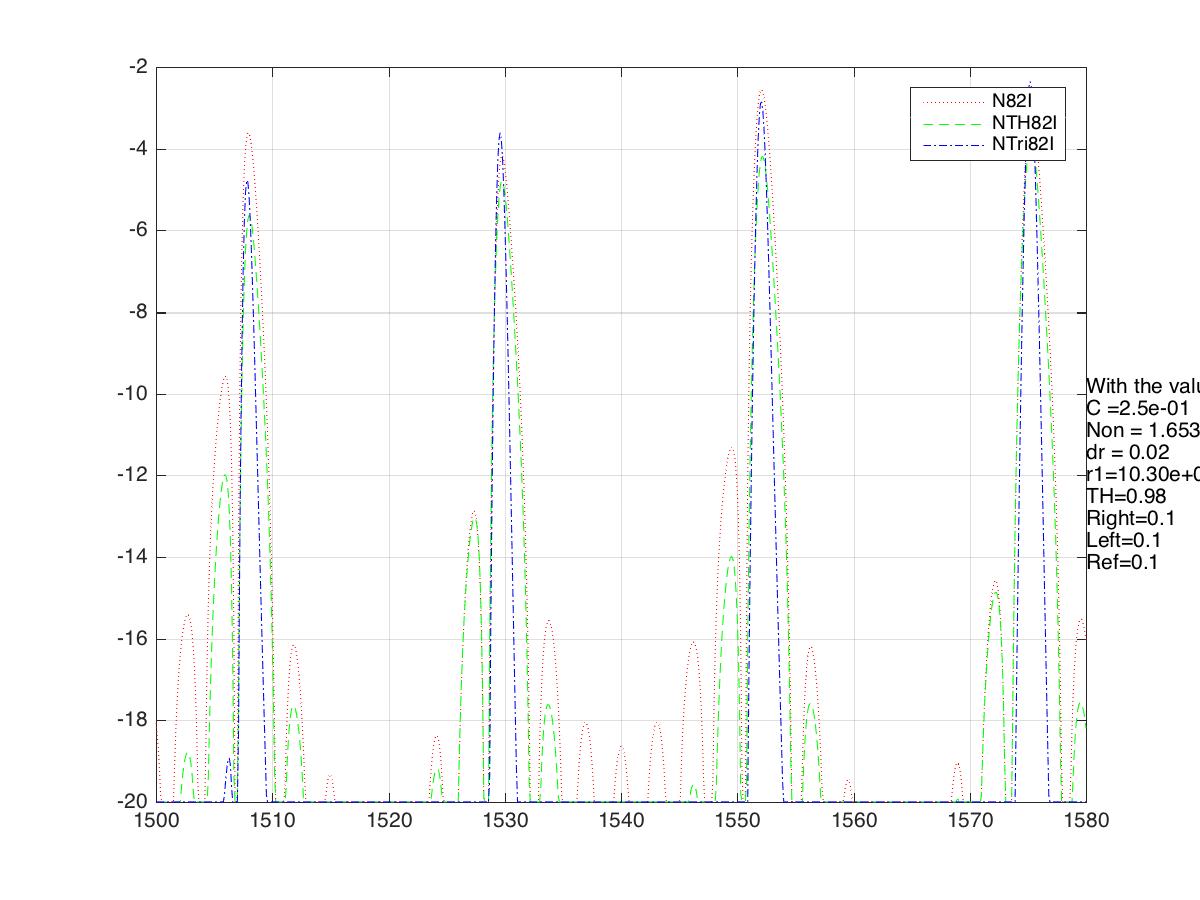 -2
-4
-6
-8
-10
-12
-14
-16
-18
-20
1500
1510
1520
1530
1540
1550
1560
1570
1580
N82I
NTH82I
NTri82I
With the valu
C =2.5e-01
Non = 1.653
dr = 0.02
r1=10.30e+0
TH=0.98
Right=0.1
Left=0.1
Ref=0.1